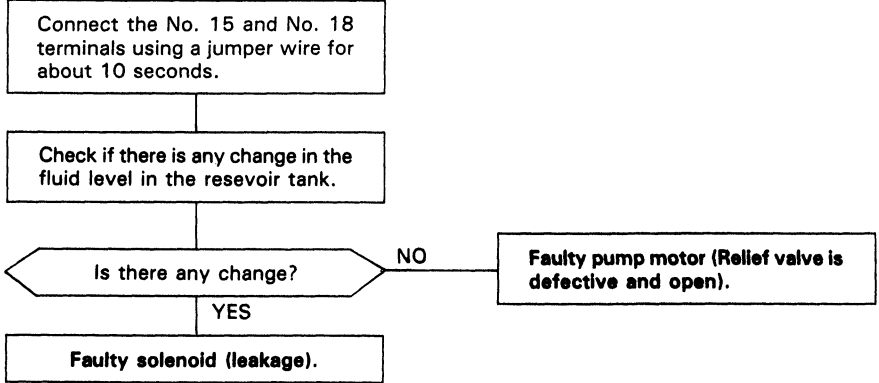 Connect the No. 15 and No. 18
terminals using a jumper wire for
about 10 seconds.
Check if there is any change in the
fluid level in the resevoir tank.
Is there any change?
NO
Faulty pump motor (Relief valve is
defective and open).
YES
Faulty solenoid (leakage).